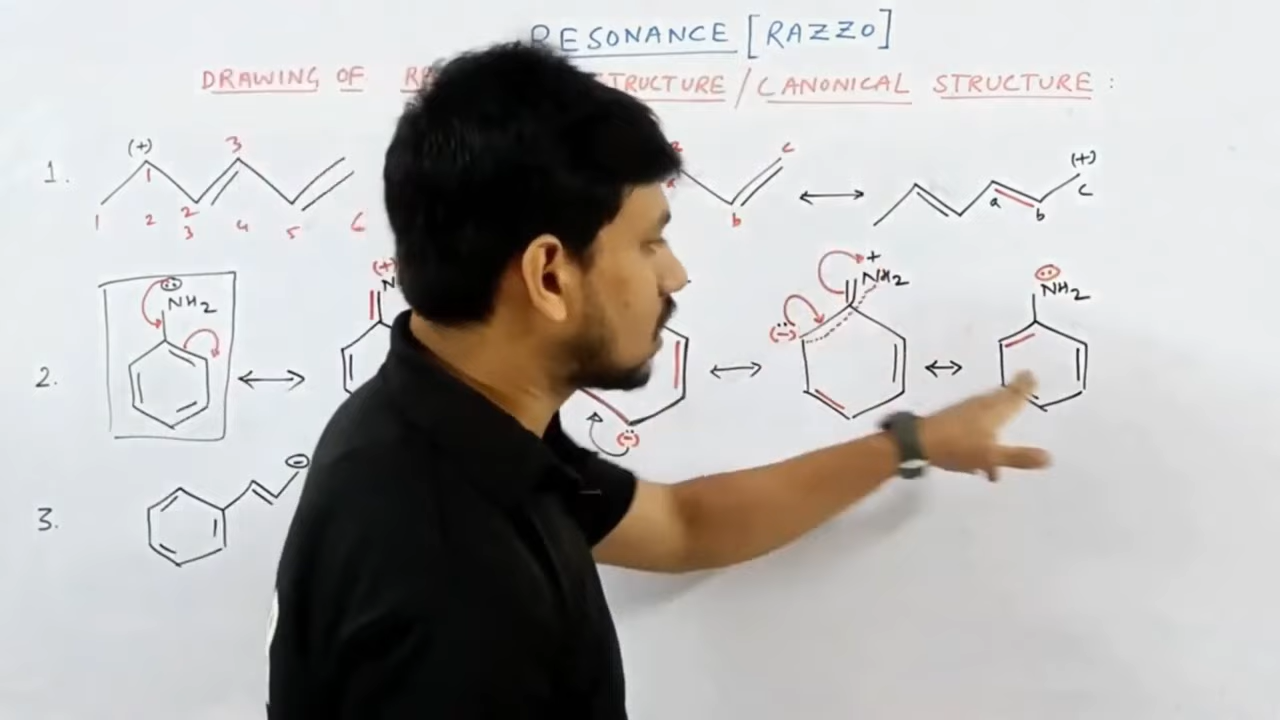 RESONANCE [RAZZO]
DRAWING OF STRUCTURE / CANONICAL STRUCTURE :
1. (+) 1 3 2 a c c (+)
1 2 3 4 5 6 b a b
2. NH2 (+) N (-) + NH2 (-) NH2
3. -